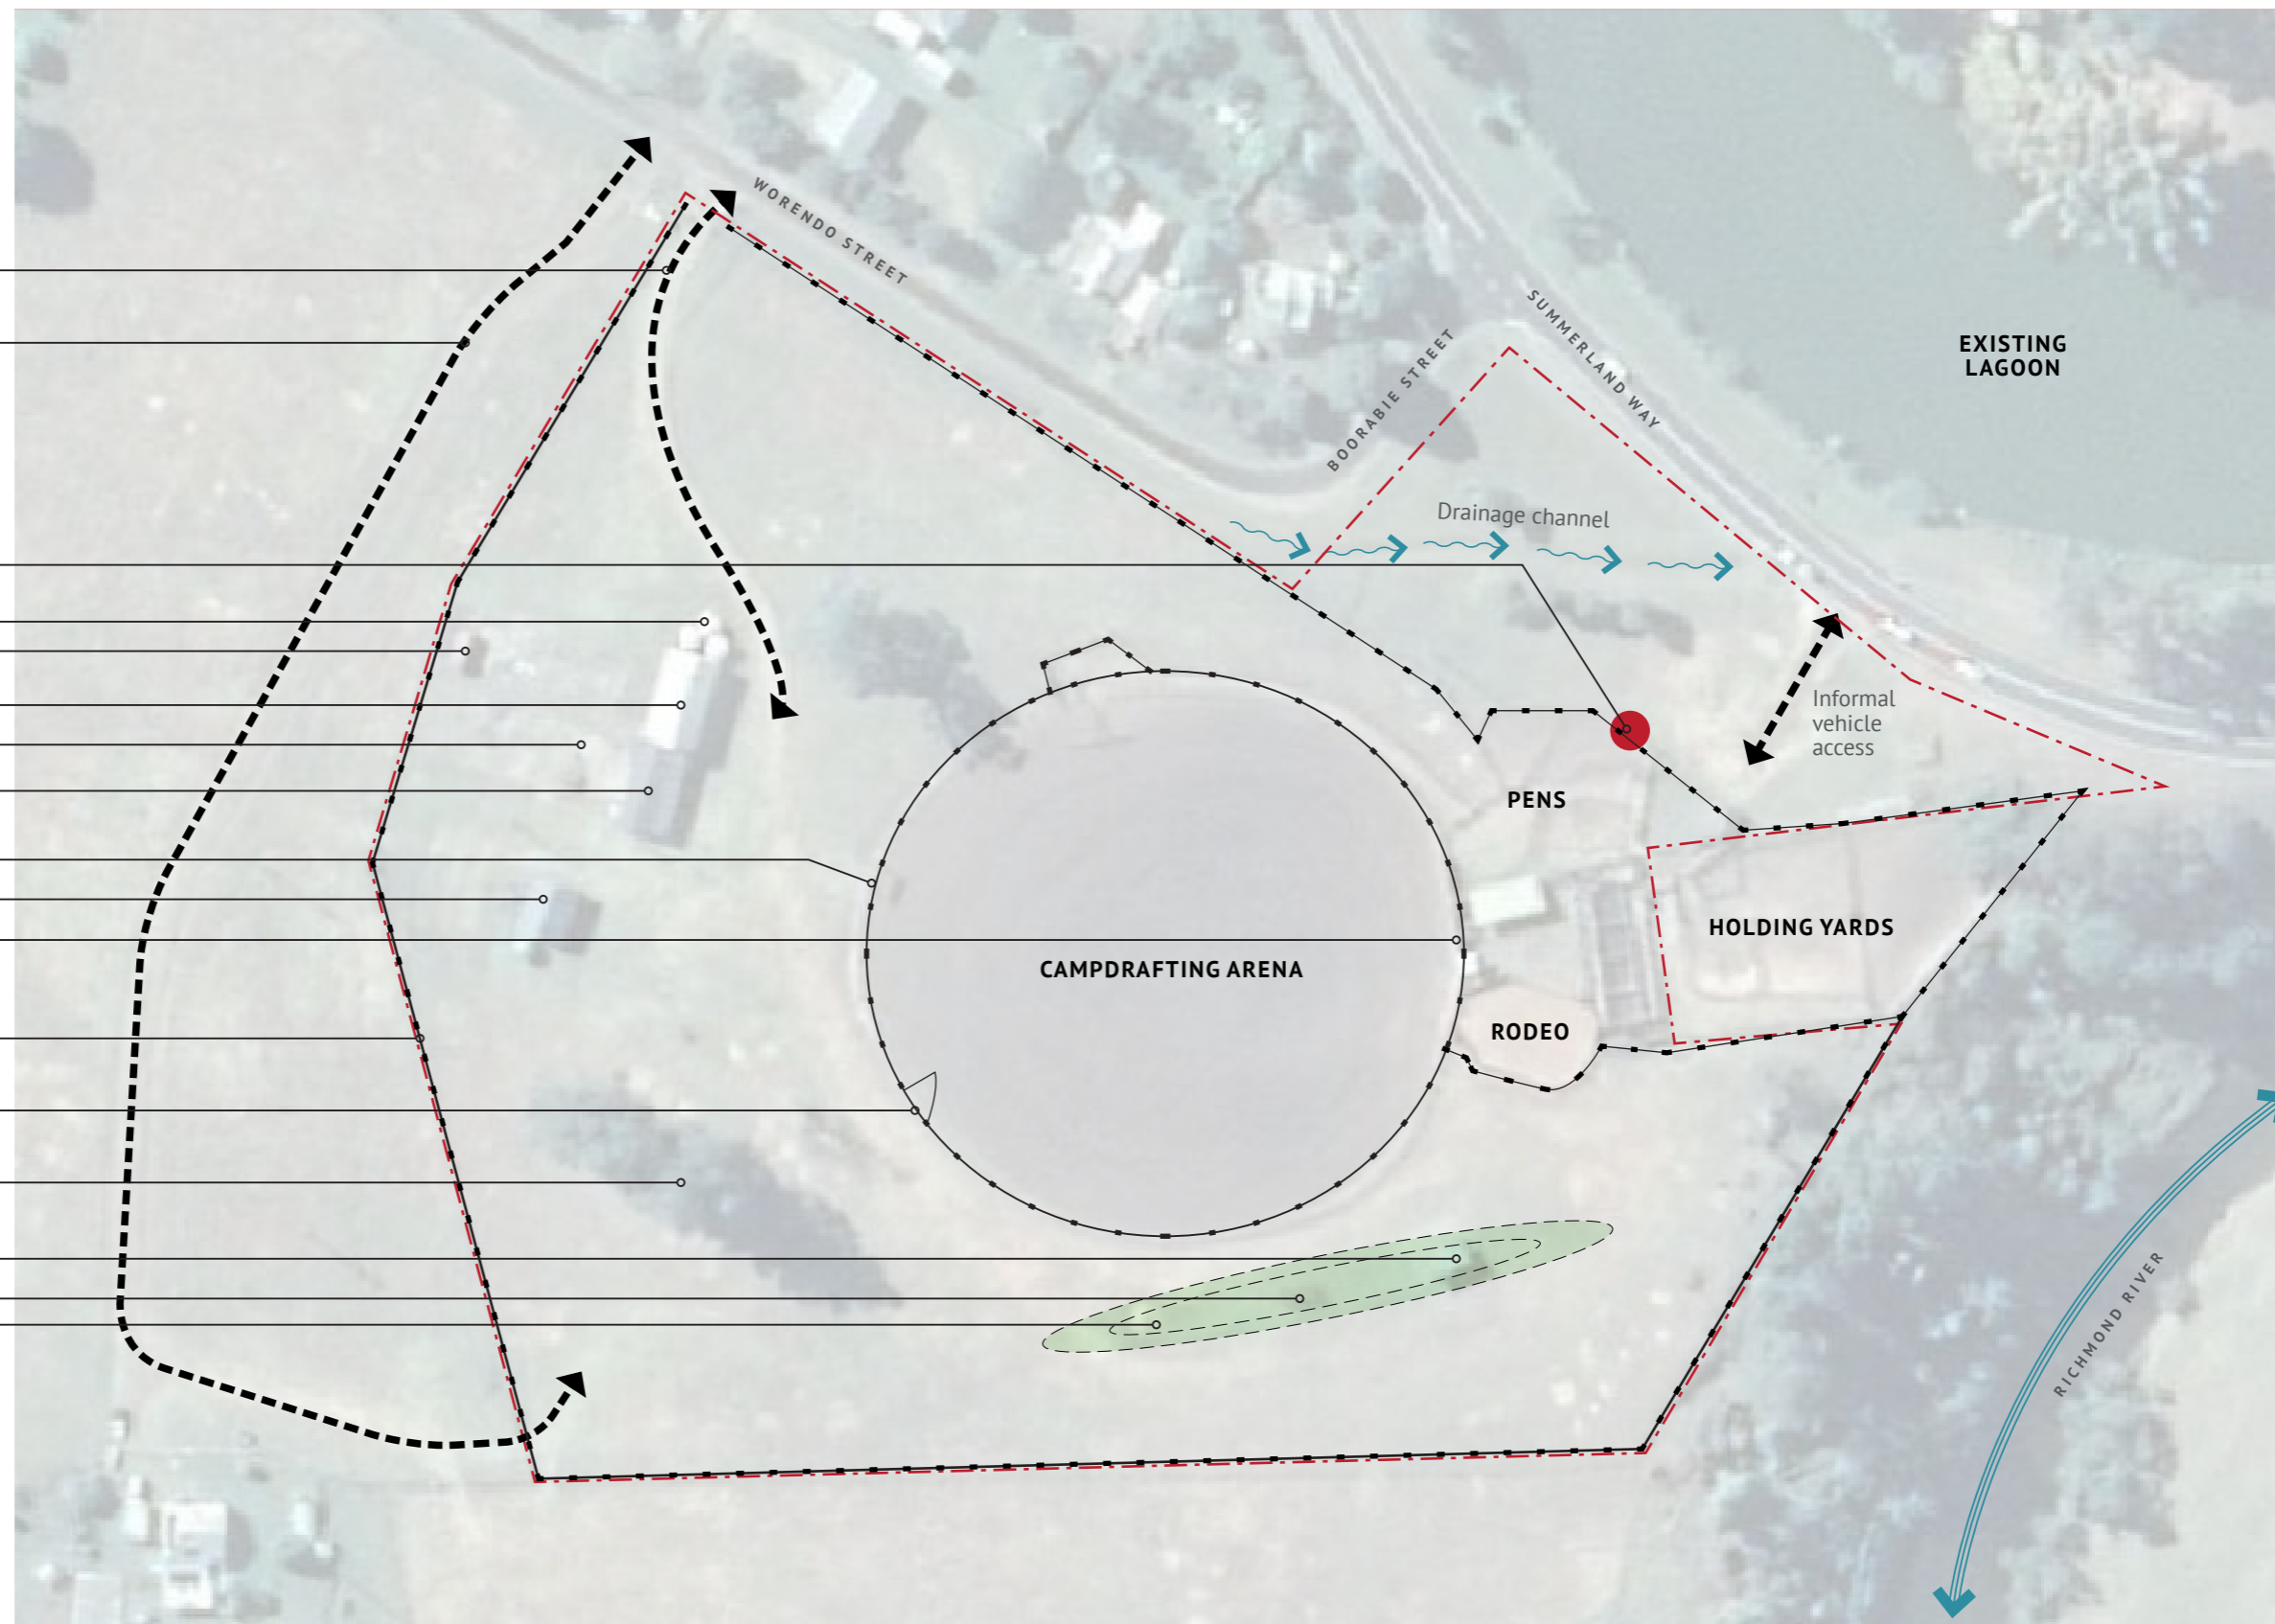 WORENDO STREET
SUMMERLAND WAY
BOORABIE STREET
EXISTING
LAGOON
Drainage channel
Informal
vehicle
access
PENS
HOLDING YARDS
CAMPDRAFTING ARENA
RODEO
RICHMOND RIVER